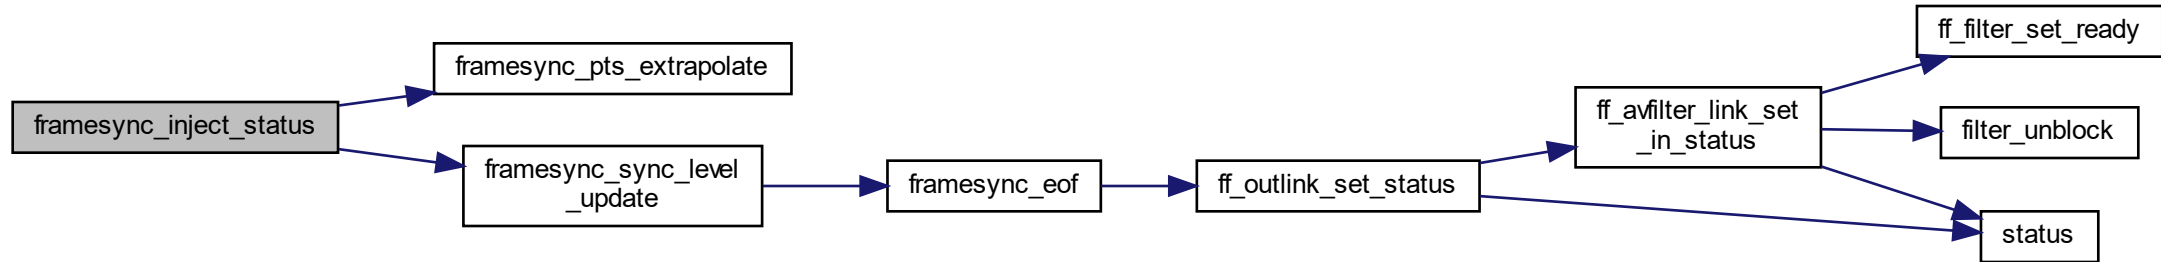 framesync_inject_status
framesync_pts_extrapolate
framesync_sync_level
_update
framesync_eof
ff_outlink_set_status
ff_avfilter_link_set
_in_status
ff_filter_set_ready
filter_unblock
status